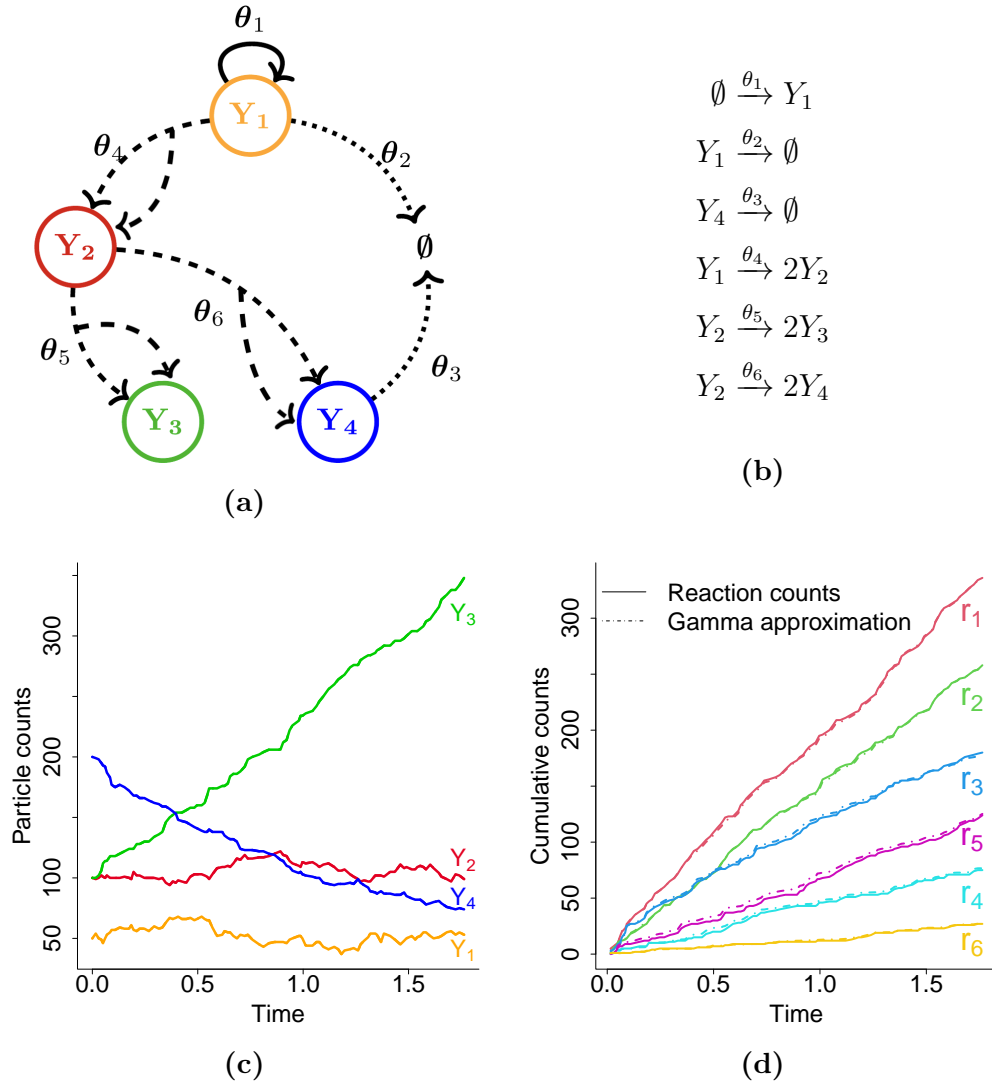 θ1
Y1
θ4
θ2
Y2
∅
θ6
θ5
θ3
Y3
Y4
(a)
∅ —θ1→ Y1
Y1 —θ2→ ∅
Y4 —θ3→ ∅
Y1 —θ4→ 2Y2
Y2 —θ5→ 2Y3
Y2 —θ6→ 2Y4
(b)
Particle counts
50
100
200
300
Y3
Y2
Y4
Y1
0.0
0.5
1.0
1.5
Time
(c)
Cumulative counts
0
50
100
200
300
Reaction counts
Gamma approximation
r1
r2
r3
r5
r4
r6
0.0
0.5
1.0
1.5
Time
(d)